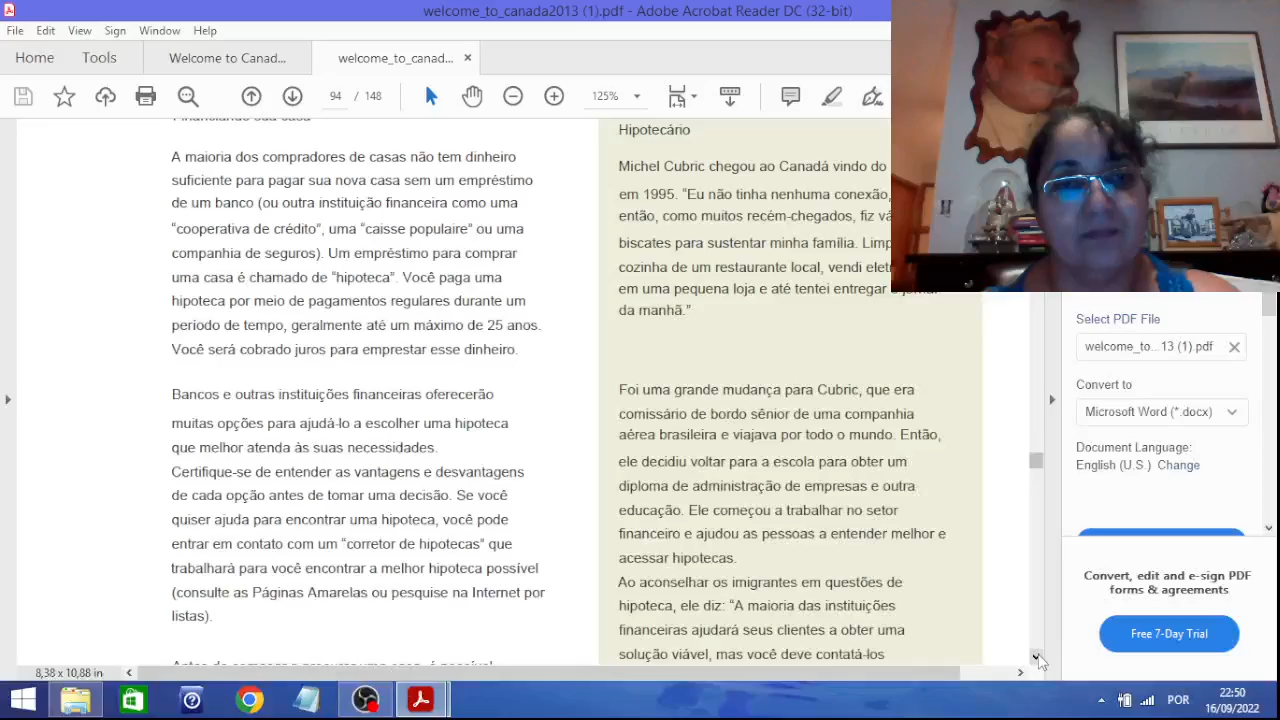 welcome_to_canada2013 (1).pdf - Adobe Acrobat Reader DC (32-bit)
File Edit View Sign Window Help
Home Tools Welcome to Canad... welcome_to_canad... ×
94 / 148 125%
Financiando sua casa
A maioria dos compradores de casas não tem dinheiro
suficiente para pagar sua nova casa sem um empréstimo
de um banco (ou outra instituição financeira como uma
“cooperativa de crédito”, uma “caisse populaire” ou uma
companhia de seguros). Um empréstimo para comprar
uma casa é chamado de “hipoteca”. Você paga uma
hipoteca por meio de pagamentos regulares durante um
período de tempo, geralmente até um máximo de 25 anos.
Você será cobrado juros para emprestar esse dinheiro.
Bancos e outras instituições financeiras oferecerão
muitas opções para ajudá-lo a escolher uma hipoteca
que melhor atenda às suas necessidades.
Certifique-se de entender as vantagens e desvantagens
de cada opção antes de tomar uma decisão. Se você
quiser ajuda para encontrar uma hipoteca, você pode
entrar em contato com um “corretor de hipotecas” que
trabalhará para você encontrar a melhor hipoteca possível
(consulte as Páginas Amarelas ou pesquise na Internet por
listas).
Hipotecário
Michel Cubric chegou ao Canadá vindo do
em 1995. “Eu não tinha nenhuma conexão,
então, como muitos recém-chegados, fiz
biscates para sustentar minha família.
cozinha de um restaurante local, vendi
em uma pequena loja e até tentei entregar
da manhã.”
Foi uma grande mudança para Cubric, que era
comissário de bordo sênior de uma companhia
aérea brasileira e viajava por todo o mundo. Então,
ele decidiu voltar para a escola para obter um
diploma de administração de empresas e outra
educação. Ele começou a trabalhar no setor
financeiro e ajudou as pessoas a entender melhor e
acessar hipotecas.
Ao aconselhar os imigrantes em questões de
hipoteca, ele diz: “A maioria das instituições
financeiras ajudará seus clientes a obter uma
solução viável, mas você deve contatá-los
Select PDF File
welcome_to...13 (1).pdf
Convert to
Microsoft Word (*.docx)
Document Language:
English (U.S.) Change
Convert, edit and e-sign PDF
forms & agreements
Free 7-Day Trial
8,38 x 10,88 in
POR
22:50
16/09/2022